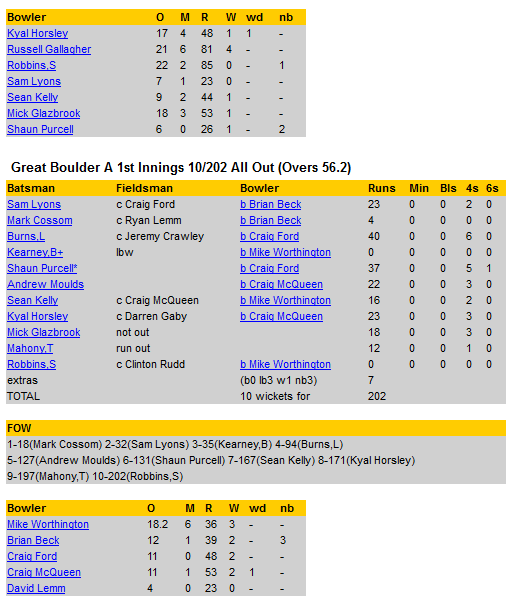 Bowler O M R W wd nb
Kyal Horsley 17 4 48 1 1 -
Russell Gallagher 21 6 81 4 - -
Robbins,S 22 2 85 0 - 1
Sam Lyons 7 1 23 0 - -
Sean Kelly 9 2 44 1 - -
Mick Glazbrook 18 3 53 1 - -
Shaun Purcell 6 0 26 1 - 2
Great Boulder A 1st Innings 10/202 All Out (Overs 56.2)
Batsman Fieldsman Bowler Runs Min Bls 4s 6s
Sam Lyons c Craig Ford b Brian Beck 23 0 0 2 0
Mark Cossom c Ryan Lemm b Brian Beck 4 0 0 0 0
Burns,L c Jeremy Crawley b Craig Ford 40 0 0 6 0
Kearney,B+ lbw b Mike Worthington 0 0 0 0 0
Shaun Purcell* b Craig Ford 37 0 0 5 1
Andrew Moulds b Craig McQueen 22 0 0 3 0
Sean Kelly c Craig McQueen b Mike Worthington 16 0 0 2 0
Kyal Horsley c Darren Gaby b Craig McQueen 23 0 0 3 0
Mick Glazbrook not out 18 0 0 3 0
Mahony,T run out 12 0 0 1 0
Robbins,S c Clinton Rudd b Mike Worthington 0 0 0 0 0
extras (b0 lb3 w1 nb3) 7
TOTAL 10 wickets for 202
FOW
1-18(Mark Cossom) 2-32(Sam Lyons) 3-35(Kearney,B) 4-94(Burns,L)
5-127(Andrew Moulds) 6-131(Shaun Purcell) 7-167(Sean Kelly) 8-171(Kyal Horsley)
9-197(Mahony,T) 10-202(Robbins,S)
Bowler O M R W wd nb
Mike Worthington 18.2 6 36 3 - -
Brian Beck 12 1 39 2 - 3
Craig Ford 11 0 48 2 - -
Craig McQueen 11 1 53 2 1 -
David Lemm 4 0 23 0 - -